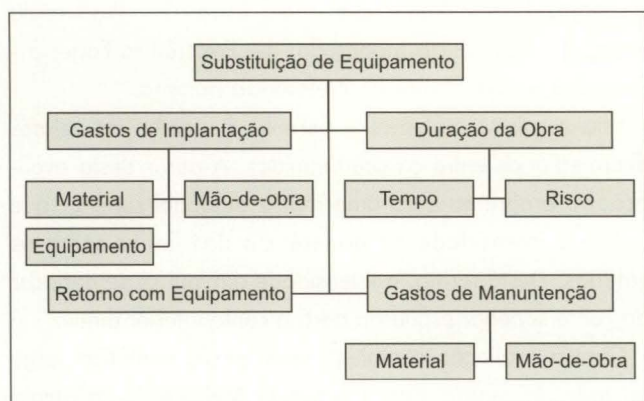 Substituição de Equipamento
Gastos de Implantação
Duração da Obra
Material
Mão-de-obra
Tempo
Risco
Equipamento
Retorno com Equipamento
Gastos de Manuntenção
Material
Mão-de-obra